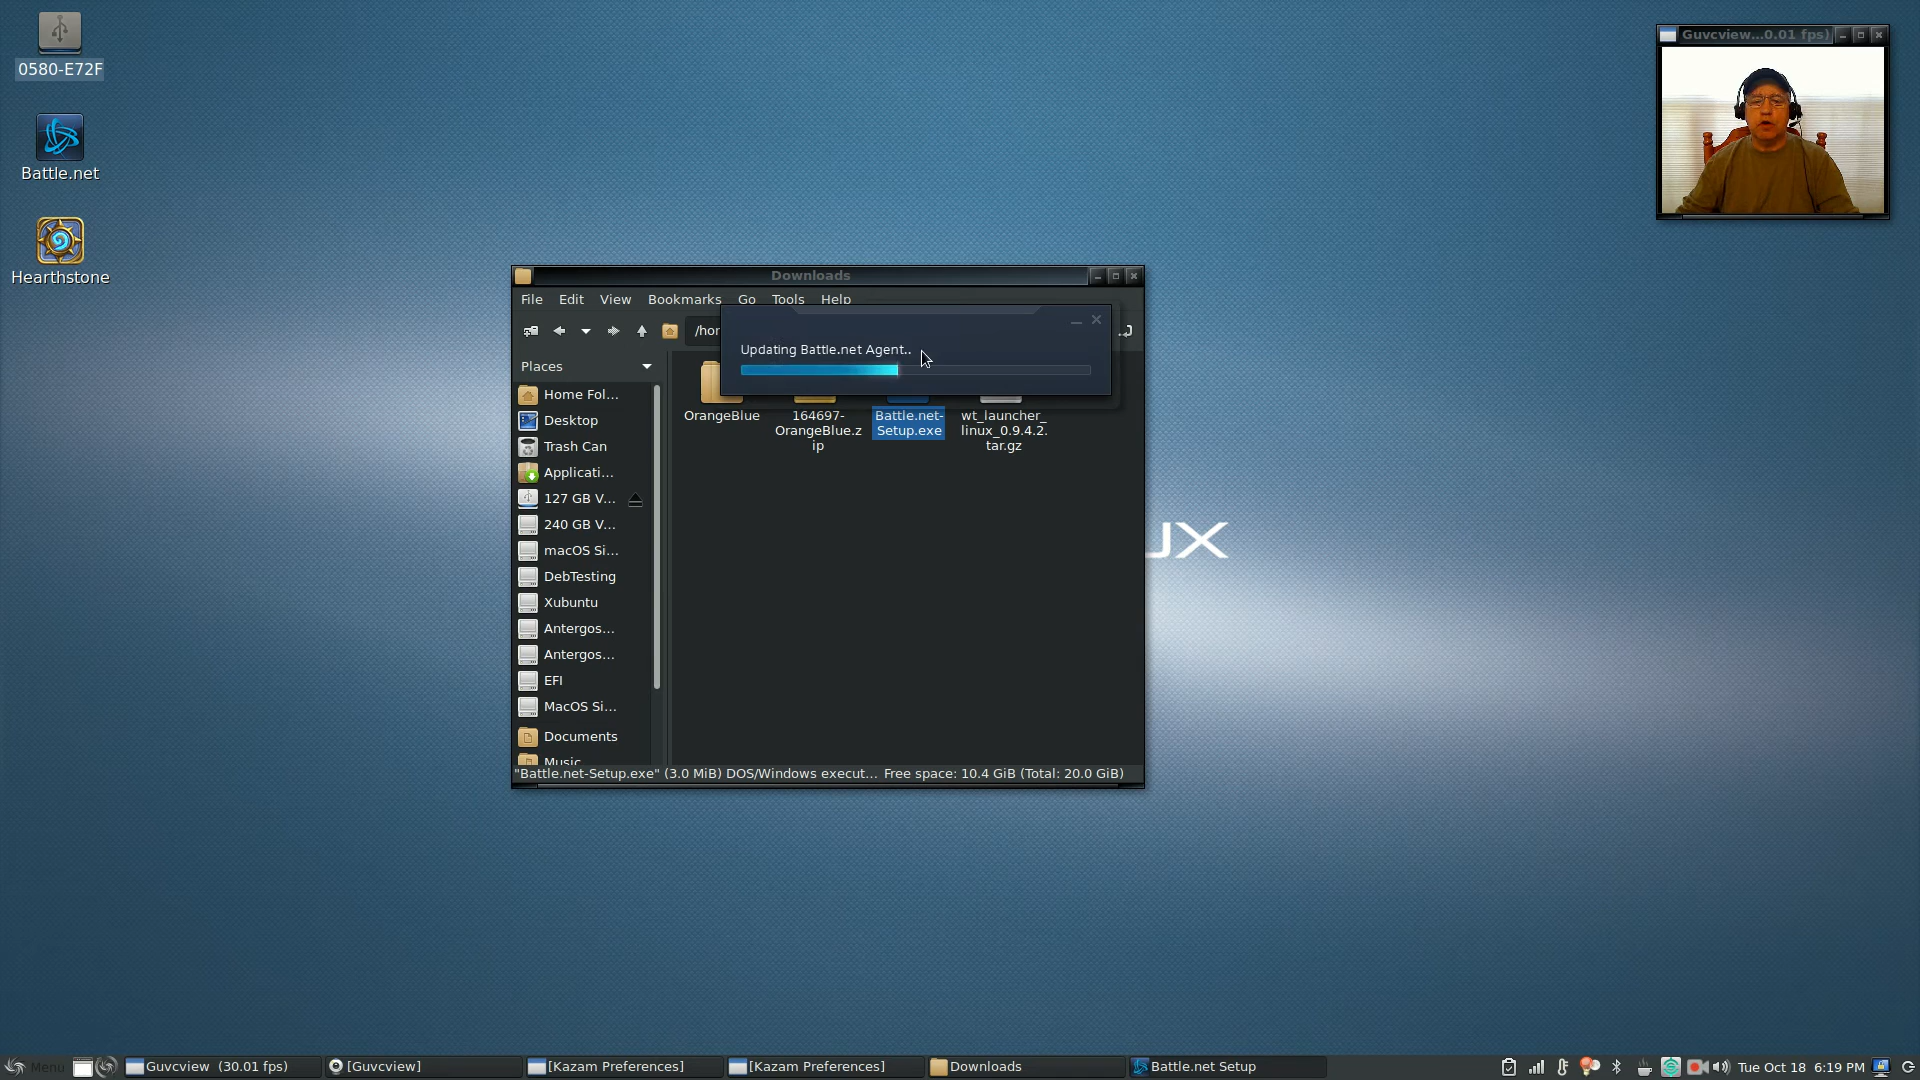 0580-E72F
Battle.net
Hearthstone
Guvcview...0.01 fps)
Downloads
File Edit View Bookmarks Go Tools Help
/hor
Updating Battle.net Agent..
Places
Home Fol...
Desktop
Trash Can
Applicati...
127 GB V...
240 GB V...
macOS Si...
DebTesting
Xubuntu
Antergos...
Antergos...
EFI
MacOS Si...
Documents
Music
OrangeBlue
164697-
OrangeBlue.z
ip
Battle.net-
Setup.exe
wt_launcher_
linux_0.9.4.2.
tar.gz
"Battle.net-Setup.exe" (3.0 MiB) DOS/Windows execut... Free space: 10.4 GiB (Total: 20.0 GiB)
UX
Menu Guvcview (30.01 fps) [Guvcview] [Kazam Preferences] [Kazam Preferences] Downloads Battle.net Setup Tue Oct 18 6:19 PM